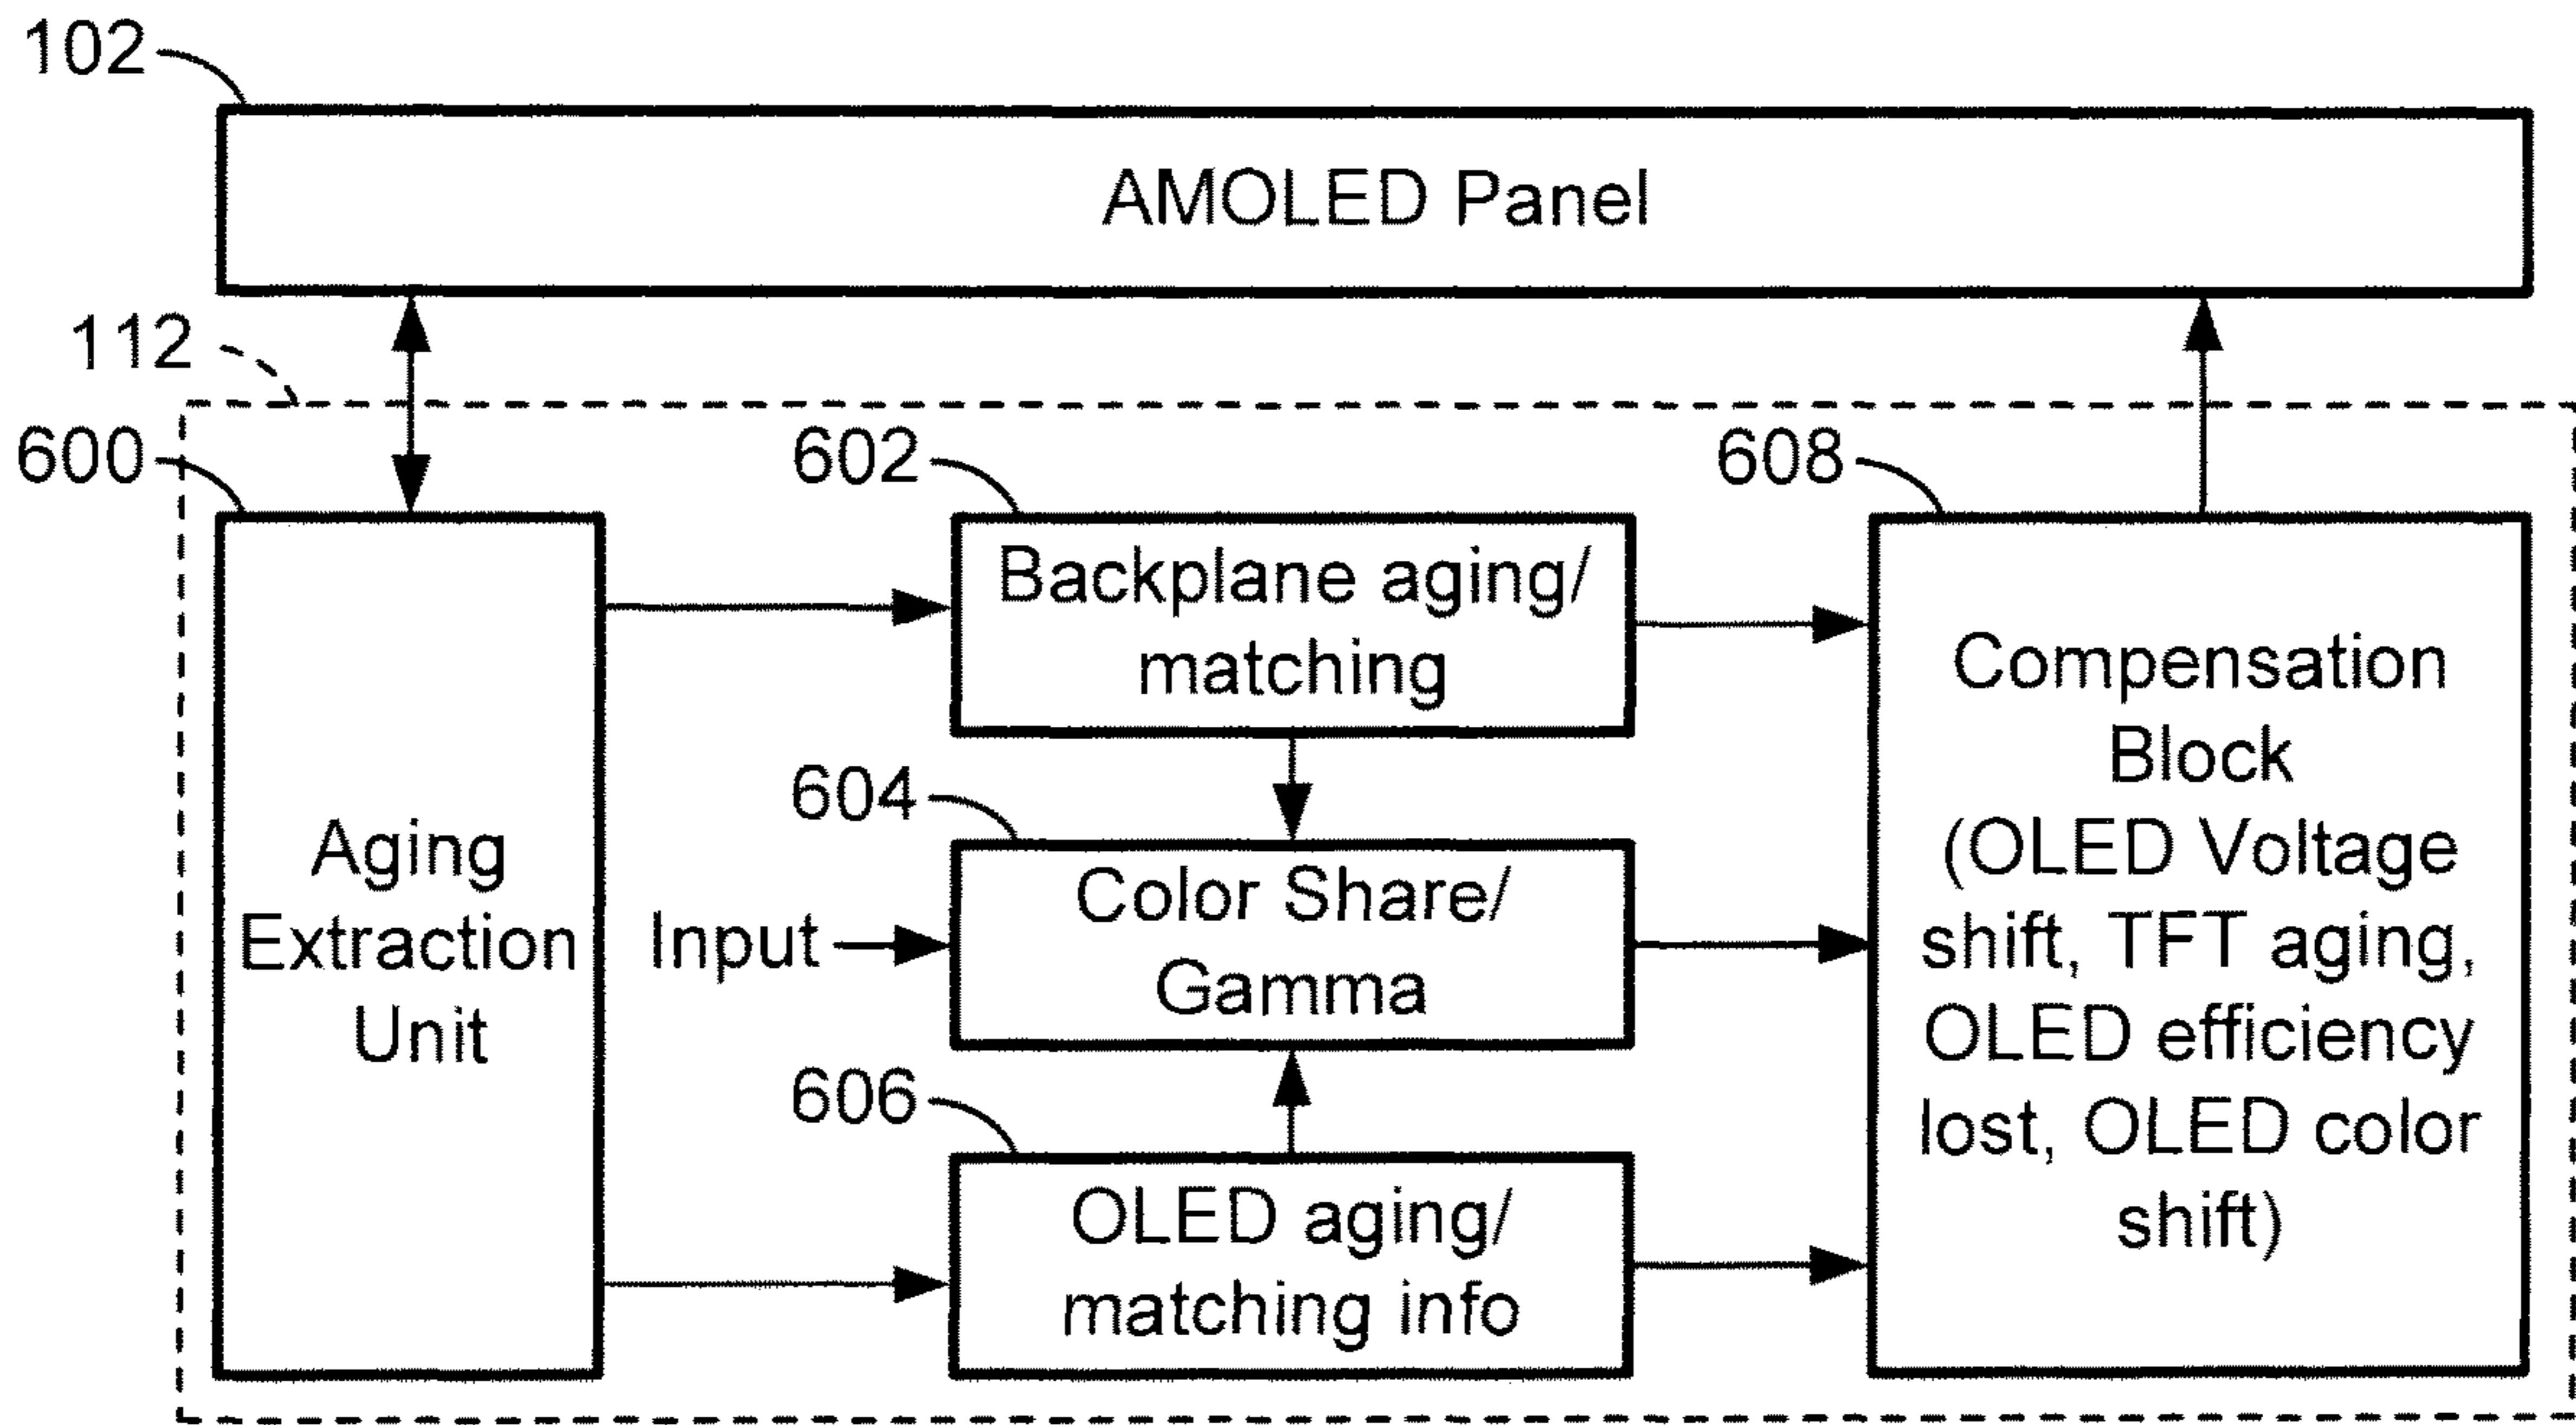 102
AMOLED Panel
112
600
602
608
Backplane aging/
matching
Compensation
Block
(OLED Voltage
shift, TFT aging,
OLED efficiency
lost, OLED color
shift)
604
Aging
Extraction
Unit
Input
Color Share/
Gamma
606
OLED aging/
matching info